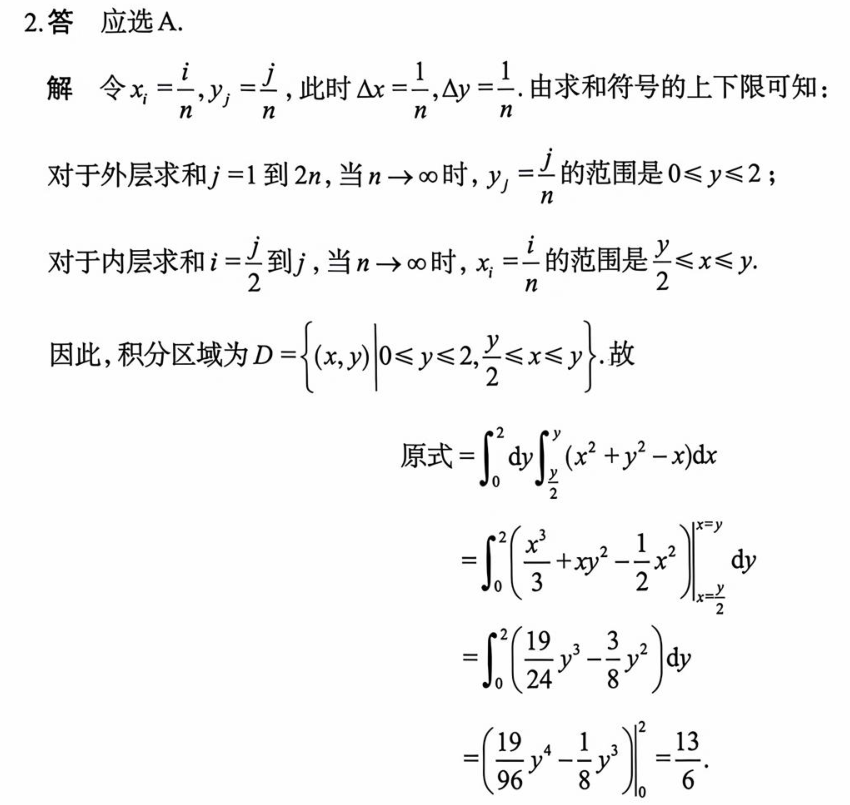 2.答 应选 A.
解 令 $x_i = \frac{i}{n}, y_j = \frac{j}{n}$, 此时 $\Delta x = \frac{1}{n}, \Delta y = \frac{1}{n}$. 由求和符号的上下限可知:
对于外层求和 $j = 1$ 到 $2n$, 当 $n \to \infty$ 时, $y_j = \frac{j}{n}$ 的范围是 $0 \leqslant y \leqslant 2$;
对于内层求和 $i = \frac{j}{2}$ 到 $j$, 当 $n \to \infty$ 时, $x_i = \frac{i}{n}$ 的范围是 $\frac{y}{2} \leqslant x \leqslant y$.
因此, 积分区域为 $D = \left\{(x, y) \middle| 0 \leqslant y \leqslant 2, \frac{y}{2} \leqslant x \leqslant y\right\}$. 故
原式 $= \int_0^2 \mathrm{d}y \int_{\frac{y}{2}}^{y} (x^2 + y^2 - x) \mathrm{d}x$
$= \int_0^2 \left(\frac{x^3}{3} + xy^2 - \frac{1}{2}x^2\right) \bigg|_{x=\frac{y}{2}}^{x=y} \mathrm{d}y$
$= \int_0^2 \left(\frac{19}{24}y^3 - \frac{3}{8}y^2\right) \mathrm{d}y$
$= \left(\frac{19}{96}y^4 - \frac{1}{8}y^3\right) \bigg|_0^2 = \frac{13}{6}.$